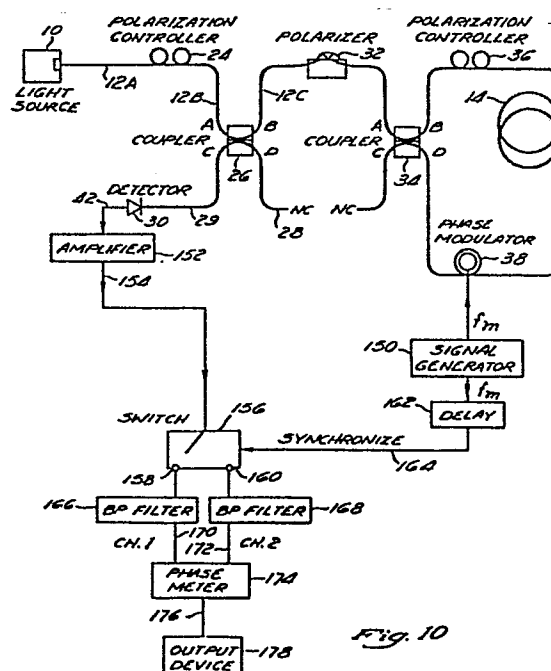 10
POLARIZATION
CONTROLLER
24
LIGHT
SOURCE
12A
12B
POLARIZER
32
12C
POLARIZATION
CONTROLLER
36
14
A
B
COUPLER
C
D
26
A
B
COUPLER
C
D
34
DETECTOR
42
30
29
NC
28
NC
PHASE
MODULATOR
38
AMPLIFIER
152
154
fm
150
SIGNAL
GENERATOR
fm
162
DELAY
SWITCH
156
SYNCHRONIZE
164
158
160
166
BP FILTER
BP FILTER
168
170
CH. 1
172
CH. 2
PHASE
METER
174
176
OUTPUT
DEVICE
178
Fig. 10